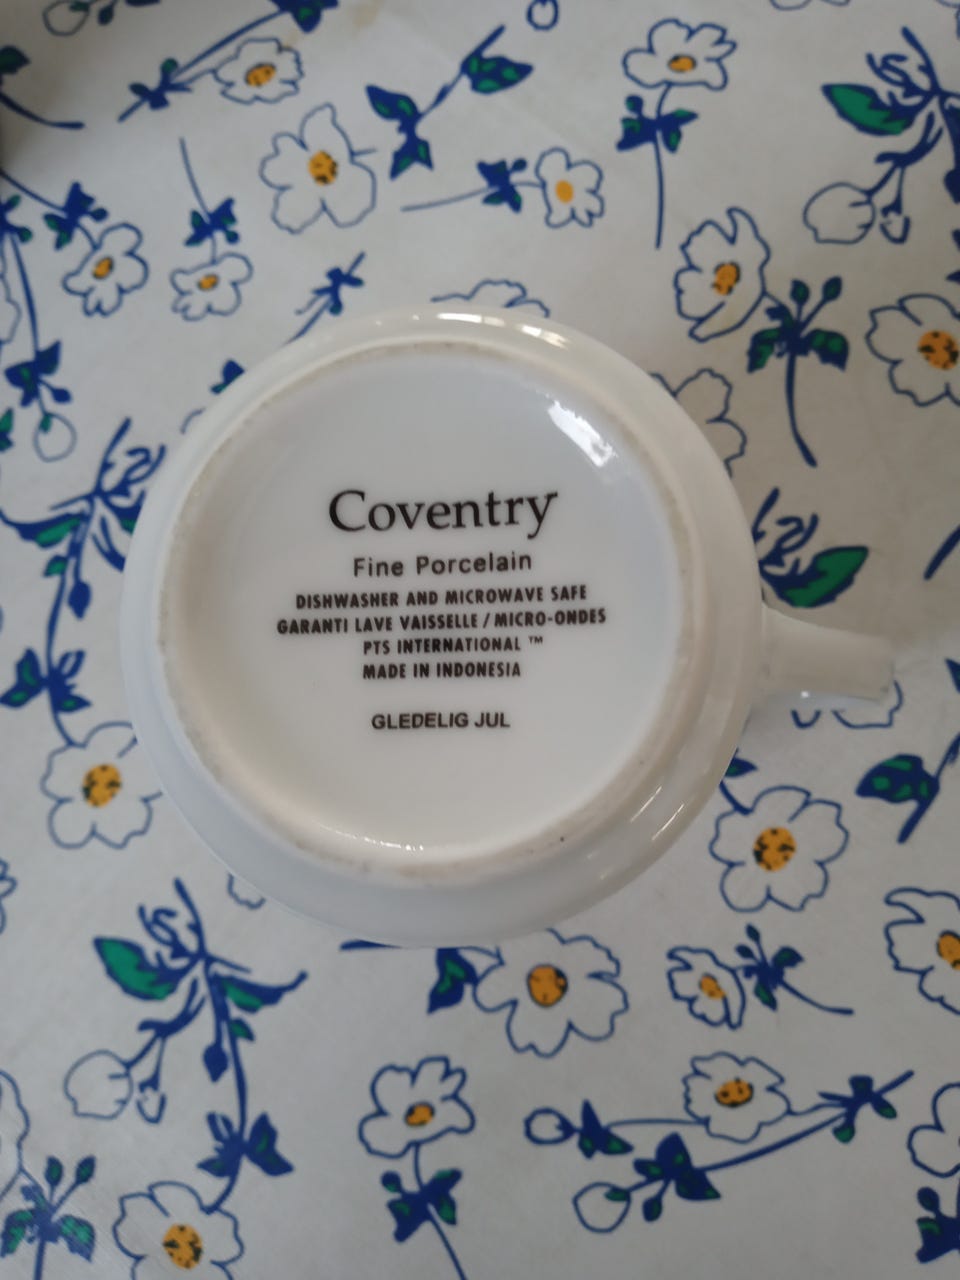 Coventry
Fine Porcelain
DISHWASHER AND MICROWAVE SAFE
GARANTI LAVE VAISSELLE / MICRO-ONDES
PTS INTERNATIONAL ™
MADE IN INDONESIA
GLEDELIG JUL